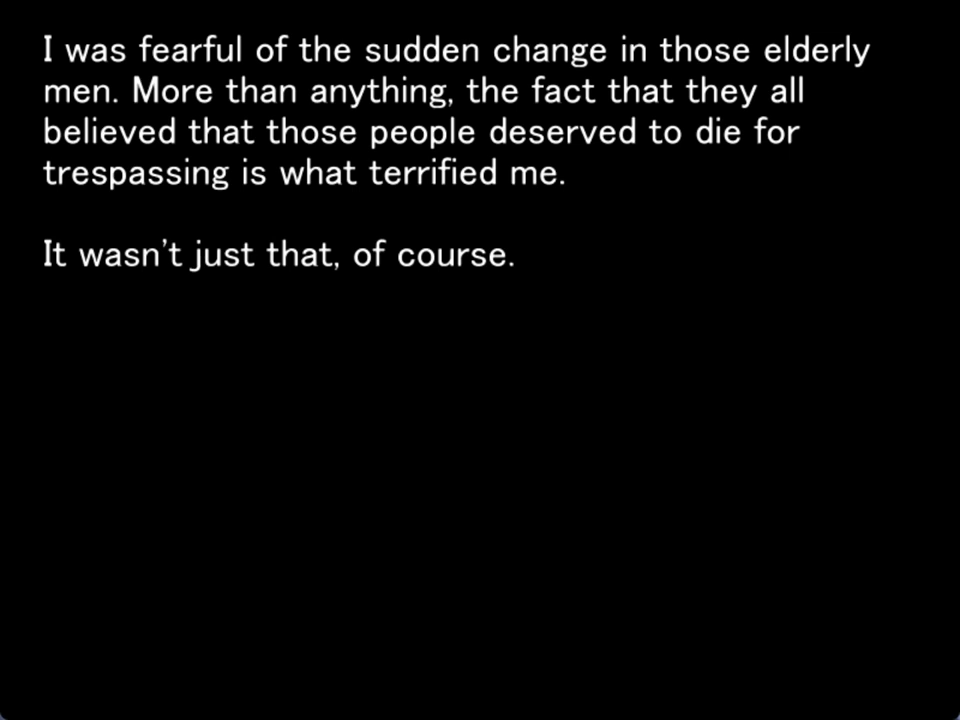 I was fearful of the sudden change in those elderly
men. More than anything, the fact that they all
believed that those people deserved to die for
trespassing is what terrified me.
It wasn't just that, of course.